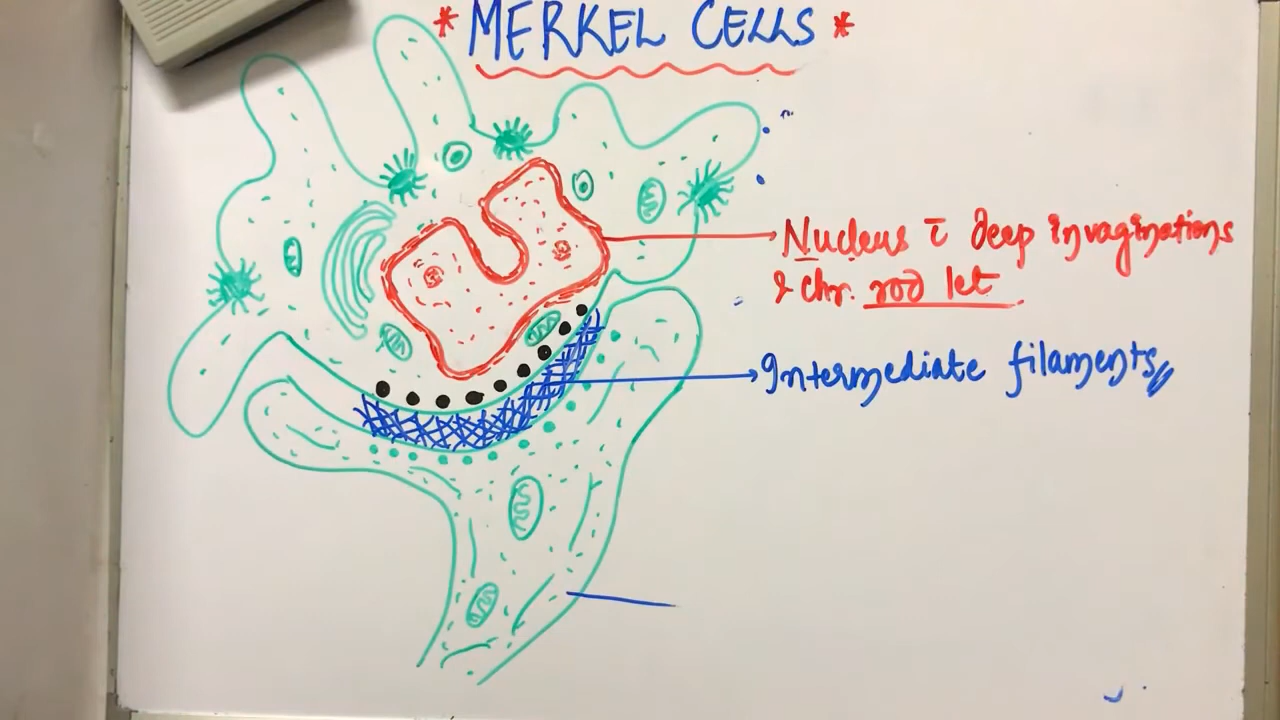 * MERKEL CELLS *
Nucleus c̄ deep invaginations
& chr. rod let
Intermediate filaments